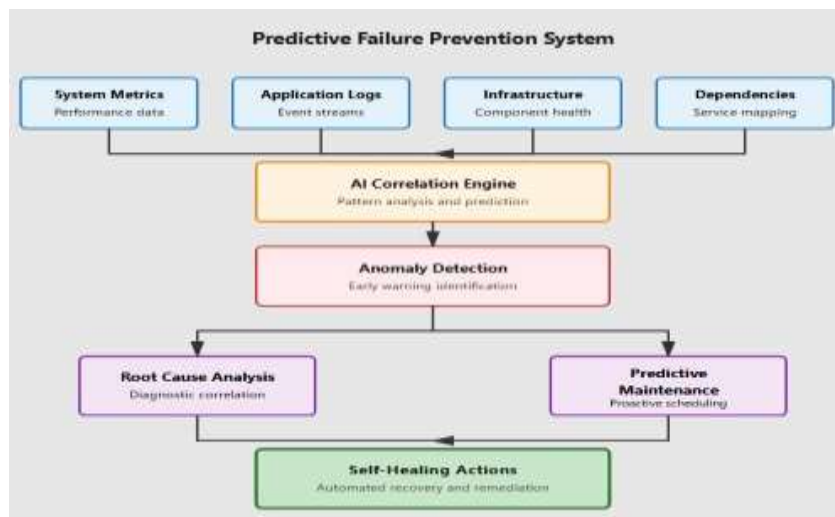 Predictive Failure Prevention System
System Metrics
Performance data
Application Logs
Event streams
Infrastructure
Component health
Dependencies
Service mapping
AI Correlation Engine
Pattern analysis and prediction
Anomaly Detection
Early warning identification
Root Cause Analysis
Diagnostic correlation
Predictive
Maintenance
Proactive scheduling
Self-Healing Actions
Automated recovery and remediation